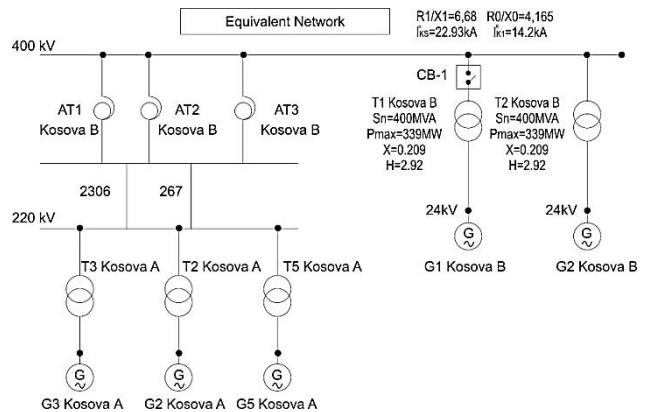 Equivalent Network
R1/X1=6,68 R0/X0=4,165
I"ks=22.93kA I"k1=14.2kA
400 kV
CB-1
AT1
Kosova B
AT2
Kosova B
AT3
Kosova B
T1 Kosova B
Sn=400MVA
Pmax=339MW
X=0.209
H=2.92
T2 Kosova B
Sn=400MVA
Pmax=339MW
X=0.209
H=2.92
2306
267
220 kV
24kV
24kV
G
G
G1 Kosova B
G2 Kosova B
T3 Kosova A
T2 Kosova A
T5 Kosova A
G
G
G
G3 Kosova A
G2 Kosova A
G5 Kosova A